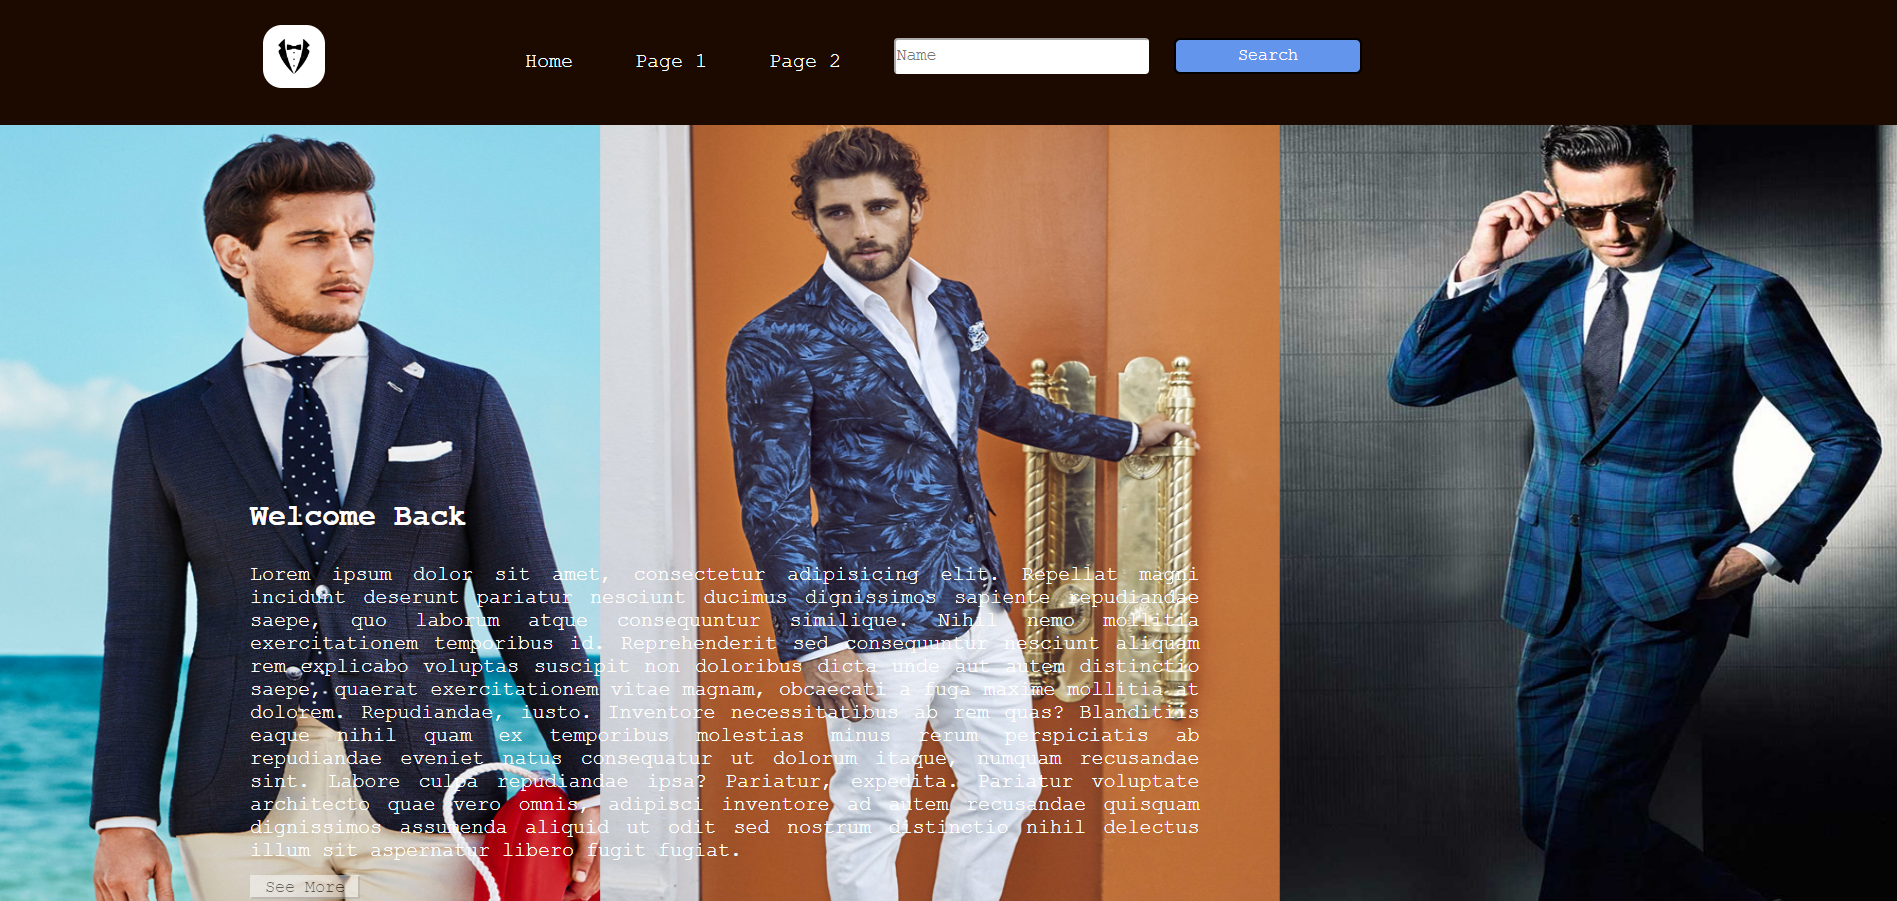 Home
Page 1
Page 2
Name
Search
Welcome Back
Lorem ipsum dolor sit amet, consectetur adipisicing elit. Repellat magni
incidunt deserunt pariatur nesciunt ducimus dignissimos sapiente repudiandae
saepe, quo laborum atque consequuntur similique. Nihil nemo mollitia
exercitationem temporibus id. Reprehenderit sed consequuntur nesciunt aliquam
rem explicabo voluptas suscipit non doloribus dicta unde aut autem distinctio
saepe, quaerat exercitationem vitae magnam, obcaecati a fuga maxime mollitia at
dolorem. Repudiandae, iusto. Inventore necessitatibus ab rem quas? Blanditiis
eaque nihil quam ex temporibus molestias minus rerum perspiciatis ab
repudiandae eveniet natus consequatur ut dolorum itaque, numquam recusandae
sint. Labore culpa repudiandae ipsa? Pariatur, expedita. Pariatur voluptate
architecto quae vero omnis, adipisci inventore ad autem recusandae quisquam
dignissimos assumenda aliquid ut odit sed nostrum distinctio nihil delectus
illum sit aspernatur libero fugit fugiat.
See More